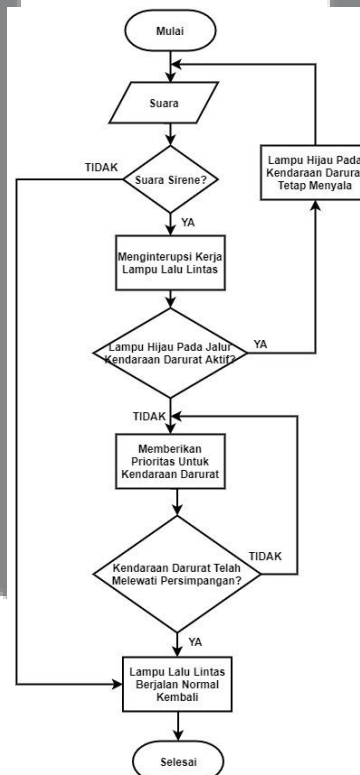 Mulai
Suara
Suara Sirene?
TIDAK
YA
Menginterupsi Kerja
Lampu Lalu Lintas
Lampu Hijau Pada Jalur
Kendaraan Darurat Aktif?
YA
Lampu Hijau Pada
Kendaraan Darura
Tetap Menyala
TIDAK
Memberikan
Prioritas Untuk
Kendaraan Darurat
Kendaraan Darurat Telah
Melewati Persimpangan?
TIDAK
YA
Lampu Lalu Lintas
Berjalan Normal
Kembali
Selesai